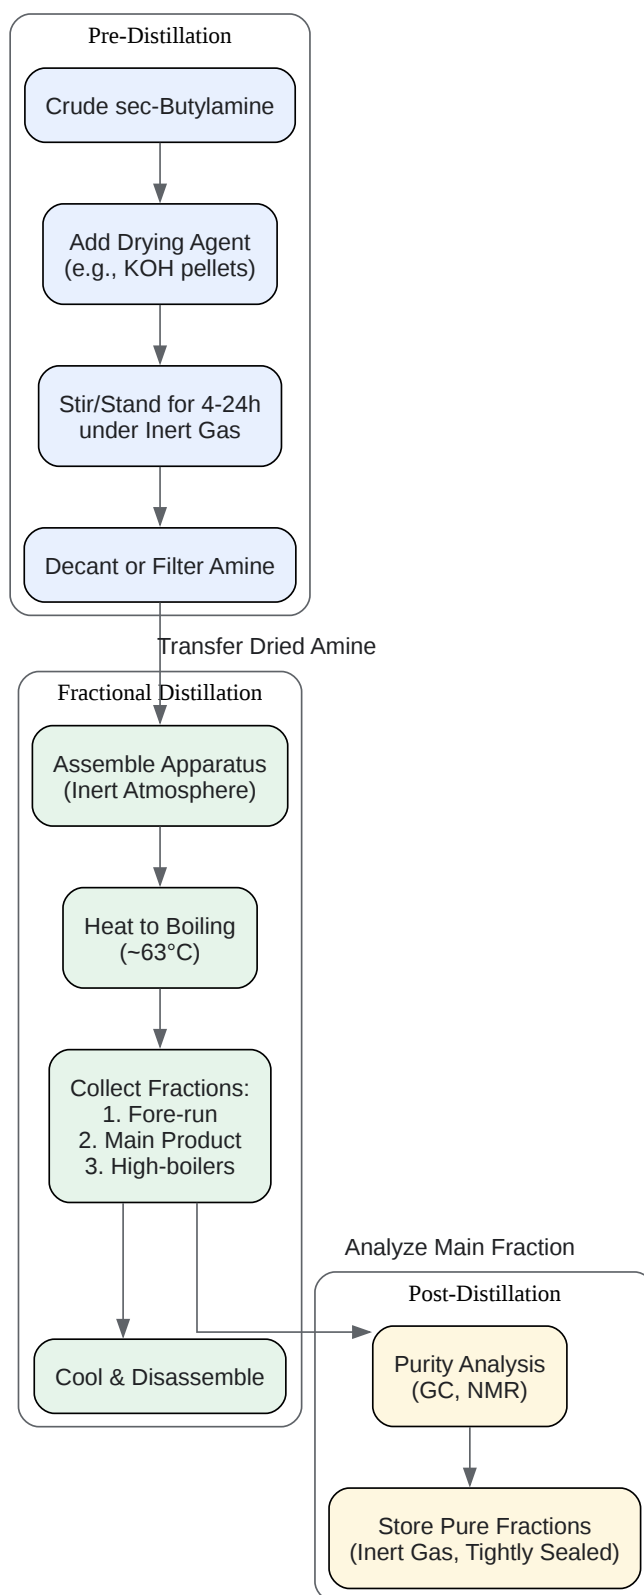 Pre-Distillation
Crude sec-Butylamine
Add Drying Agent
(e.g., KOH pellets)
Stir/Stand for 4-24h
under Inert Gas
Decant or Filter Amine
Transfer Dried Amine
Fractional Distillation
Assemble Apparatus
(Inert Atmosphere)
Heat to Boiling
(~63°C)
Collect Fractions:
1. Fore-run
2. Main Product
3. High-boilers
Cool & Disassemble
Analyze Main Fraction
Post-Distillation
Purity Analysis
(GC, NMR)
Store Pure Fractions
(Inert Gas, Tightly Sealed)